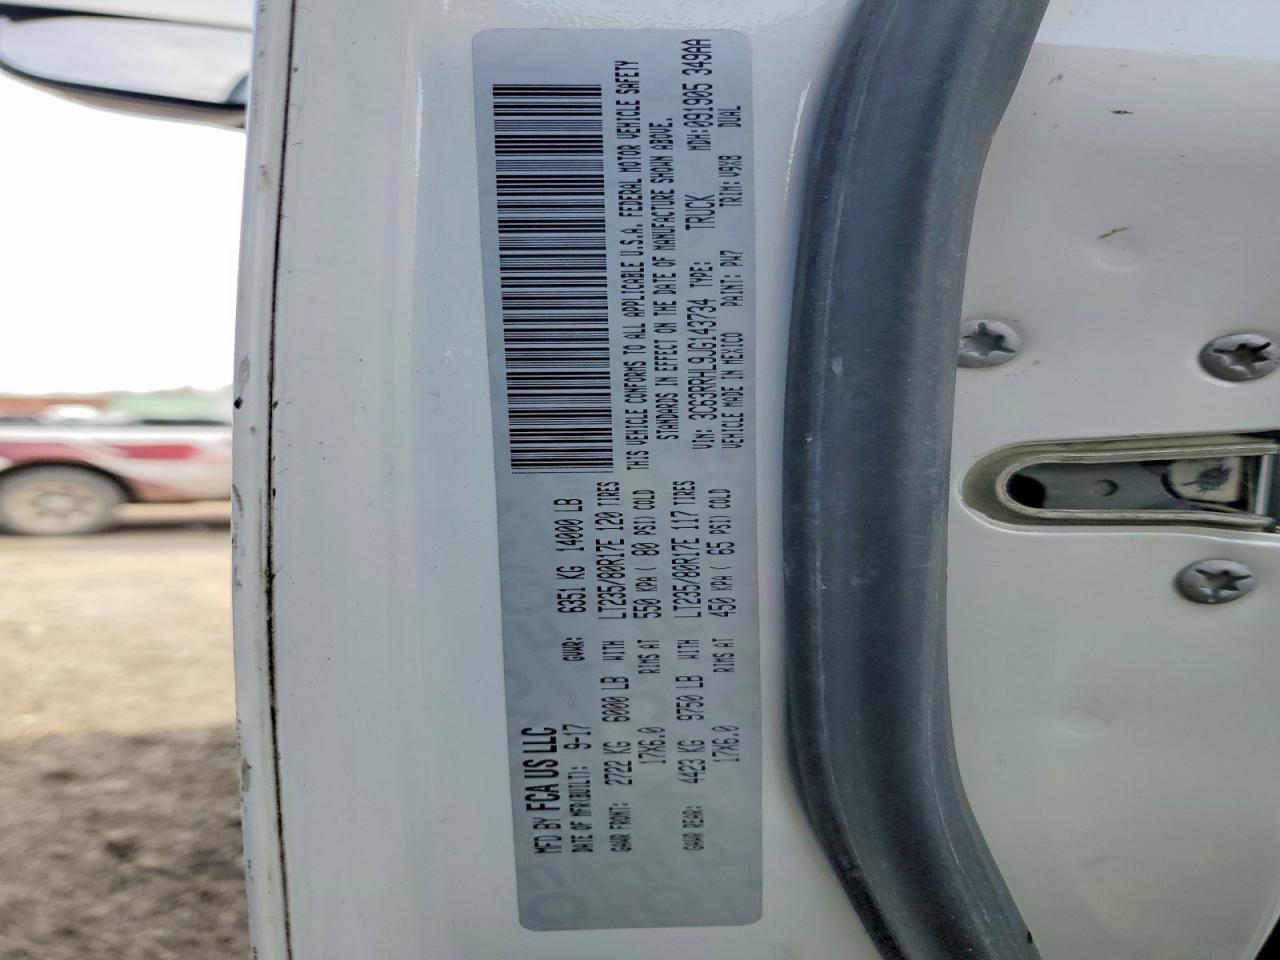 MFD BY FCA US LLC
DATE OF MFR(BUILT): 9-17 GVWR: 6351 KG 14000 LB
GAWR FRONT: 2722 KG 6000 LB WITH LT235/80R17E 120 TIRES
17X6.0 RIMS AT 550 KPA ( 80 PSI) COLD
GAWR REAR: 4423 KG 9750 LB WITH LT235/80R17E 117 TIRES
17X6.0 RIMS AT 450 KPA ( 65 PSI) COLD
THIS VEHICLE CONFORMS TO ALL APPLICABLE U.S.A. FEDERAL MOTOR VEHICLE SAFETY
STANDARDS IN EFFECT ON THE DATE OF MANUFACTURE SHOWN ABOVE.
VIN: 3C63RRHL9JG143734 TYPE: TRUCK MDH:091905 349AA
VEHICLE MADE IN MEXICO PAINT: PW7 TRIM: V9X8 DUAL